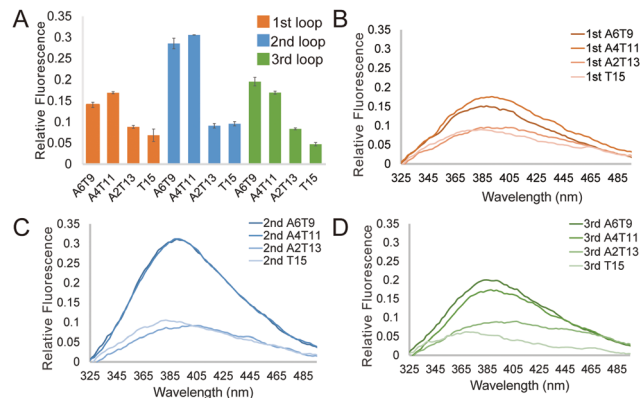 A
Relative Fluorescence
0.35
0.3
0.25
0.2
0.15
0.1
0.05
0
1st loop
2nd loop
3rd loop
A6T9
A4T11
A2T13
T15
A6T9
A4T11
A2T13
T15
A6T9
A4T11
A2T13
T15
B
Relative Fluorescence
0.35
0.3
0.25
0.2
0.15
0.1
0.05
0
1st A6T9
1st A4T11
1st A2T13
1st T15
325 345 365 385 405 425 445 465 485
Wavelength (nm)
C
Relative Fluorescence
0.35
0.3
0.25
0.2
0.15
0.1
0.05
0
2nd A6T9
2nd A4T11
2nd A2T13
2nd T15
325 345 365 385 405 425 445 465 485
Wavelength (nm)
D
Relative Fluorescence
0.35
0.3
0.25
0.2
0.15
0.1
0.05
0
3rd A6T9
3rd A4T11
3rd A2T13
3rd T15
325 345 365 385 405 425 445 465 485
Wavelength (nm)